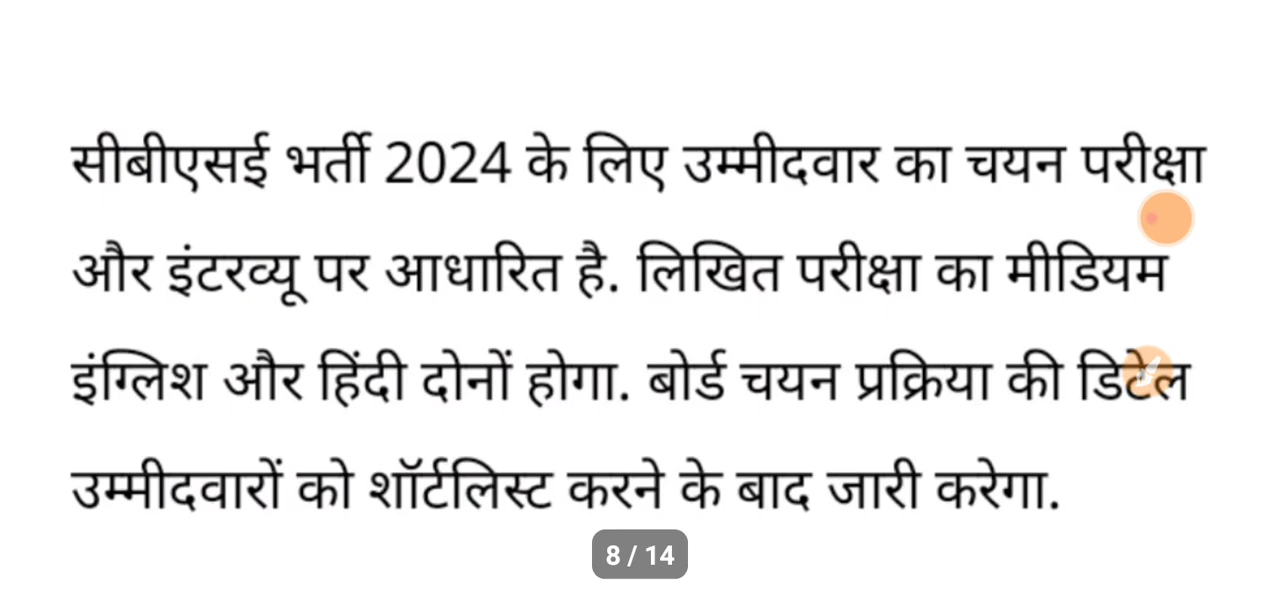 सीबीएसई भर्ती 2024 के लिए उम्मीदवार का चयन परीक्षा
और इंटरव्यू पर आधारित है. लिखित परीक्षा का मीडियम
इंग्लिश और हिंदी दोनों होगा. बोर्ड चयन प्रक्रिया की डिटेल
उम्मीदवारों को शॉर्टलिस्ट करने के बाद जारी करेगा.
8 / 14